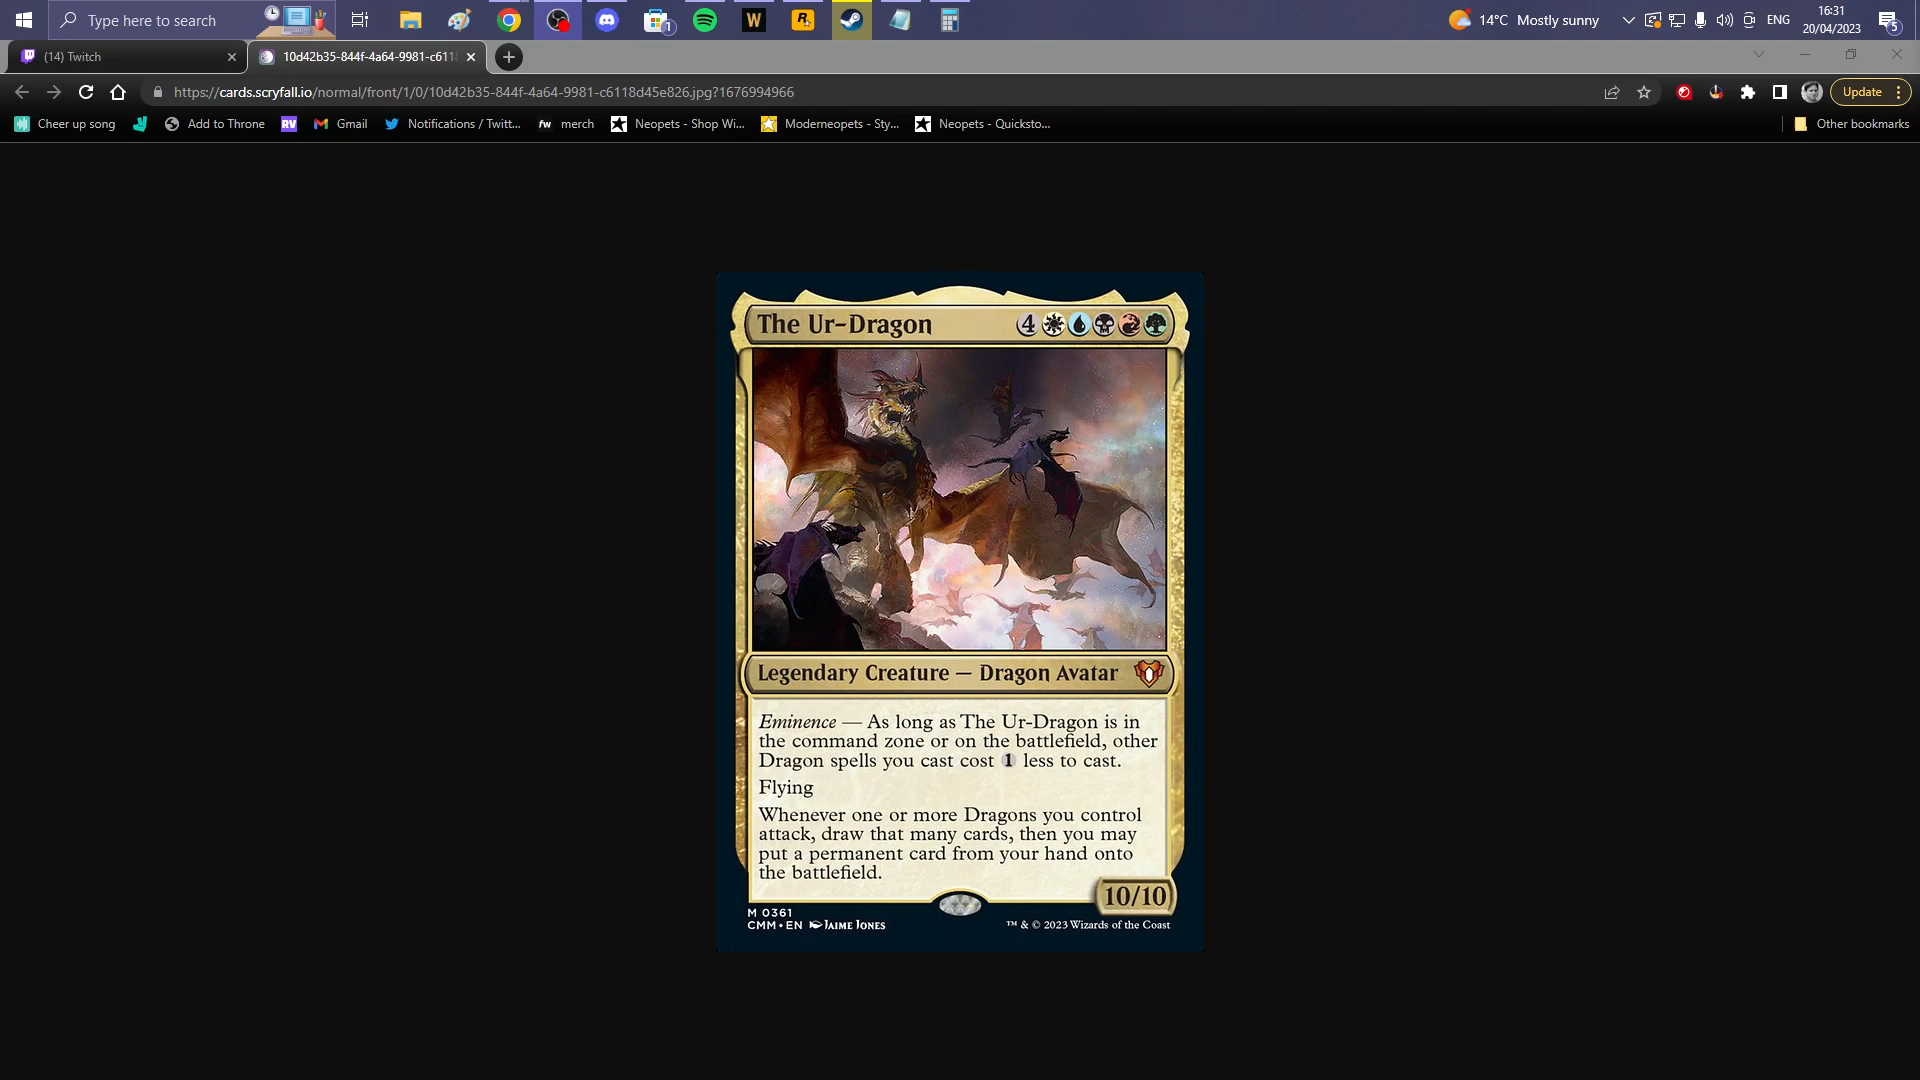 Type here to search
1
W
R
14°C Mostly sunny
ENG
16:31
20/04/2023
5
(14) Twitch
10d42b35-844f-4a64-9981-c6118
https://cards.scryfall.io/normal/front/1/0/10d42b35-844f-4a64-9981-c6118d45e826.jpg?1676994966
Update
Cheer up song
Add to Throne
RV
Gmail
Notifications / Twitt...
fw merch
Neopets - Shop Wi...
Moderneopets - Sty...
Neopets - Quicksto...
Other bookmarks
The Ur-Dragon
4
Legendary Creature — Dragon Avatar
Eminence — As long as The Ur-Dragon is in
the command zone or on the battlefield, other
Dragon spells you cast cost 1 less to cast.
Flying
Whenever one or more Dragons you control
attack, draw that many cards, then you may
put a permanent card from your hand onto
the battlefield.
10/10
M 0361
CMM • EN JAIME JONES
™ & © 2023 Wizards of the Coast